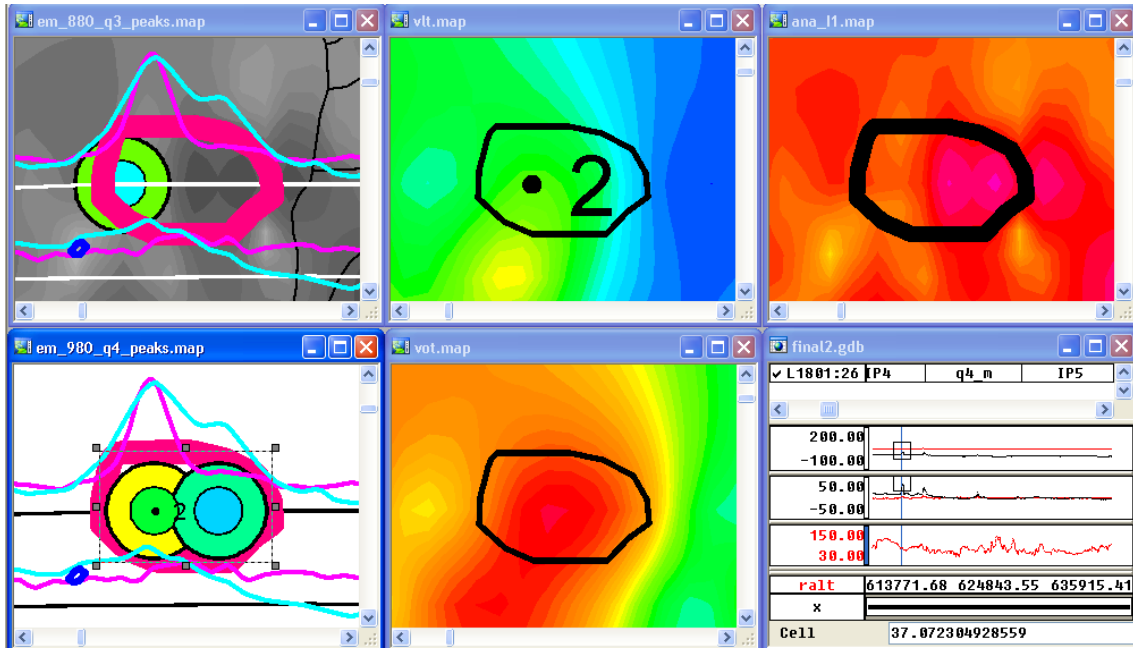 em_880_q3_peaks.map
vlt.map
ana_l1.map
2
em_980_q4_peaks.map
vot.map
final2.gdb
2
✓ L1801:26 IP4 q4_m IP5
200.00
-100.00
50.00
-50.00
150.00
30.00
ralt 613771.68 624843.55 635915.41
x
Cell 37.072304928559